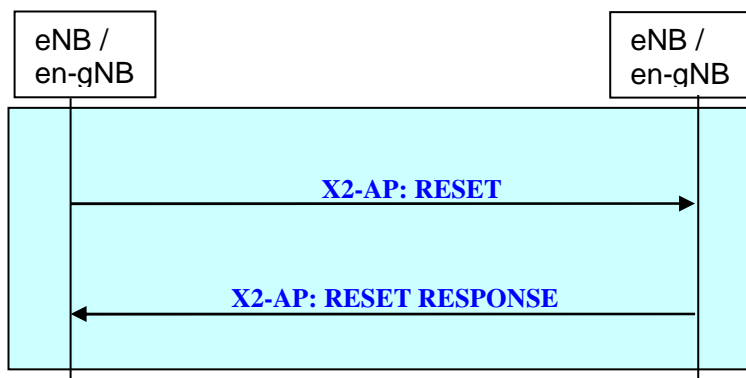 eNB /
en-gNB
eNB /
en-gNB
X2-AP: RESET
X2-AP: RESET RESPONSE